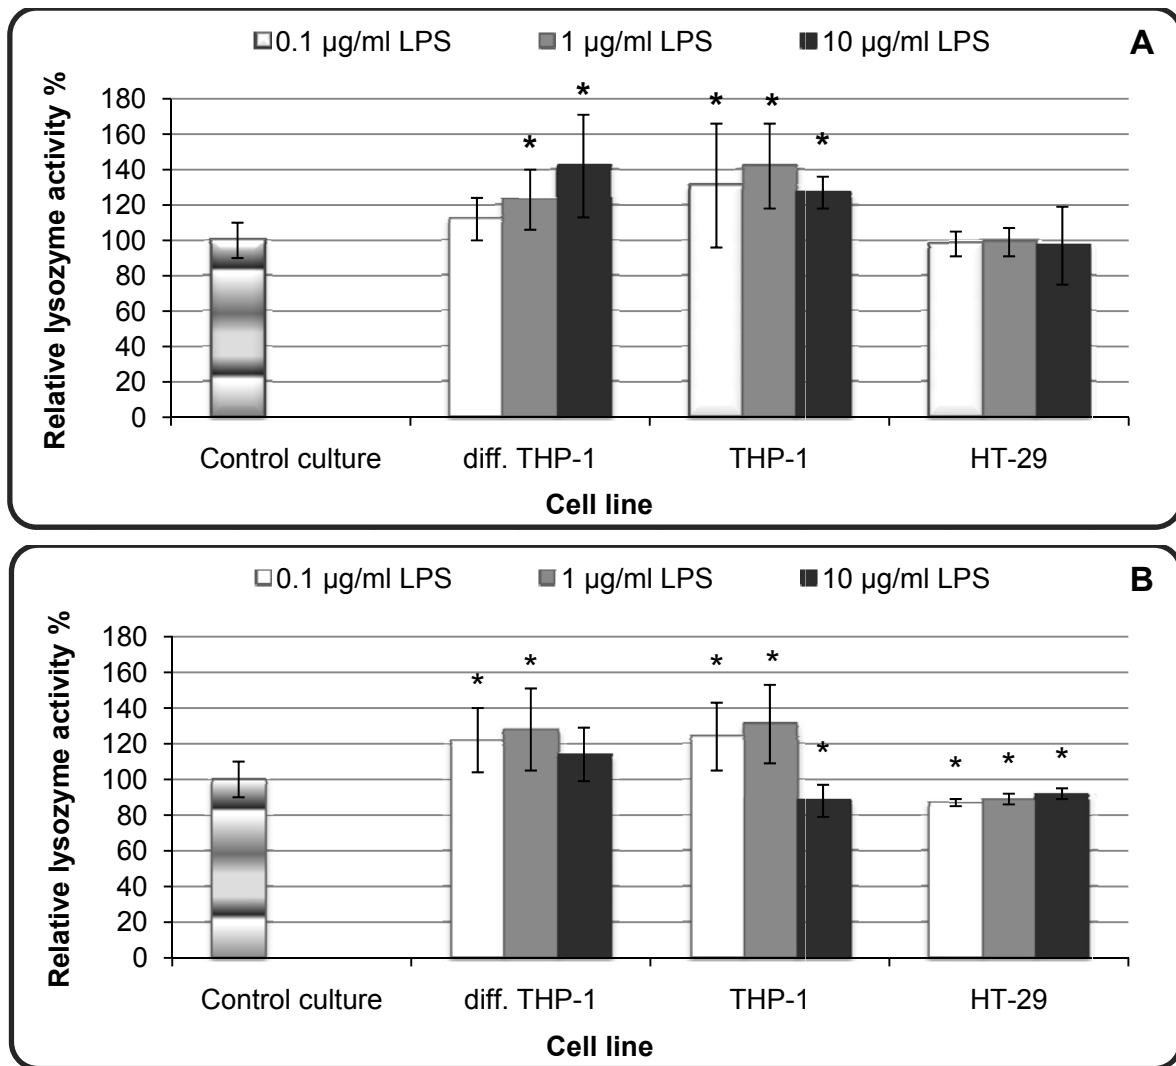 0.1 µg/ml LPS 1 µg/ml LPS 10 µg/ml LPS A
Relative lysozyme activity %
180
160
140
120
100
80
60
40
20
0
* * * * *
Control culture diff. THP-1 THP-1 HT-29
Cell line
0.1 µg/ml LPS 1 µg/ml LPS 10 µg/ml LPS B
Relative lysozyme activity %
180
160
140
120
100
80
60
40
20
0
* * * * * * * *
Control culture diff. THP-1 THP-1 HT-29
Cell line